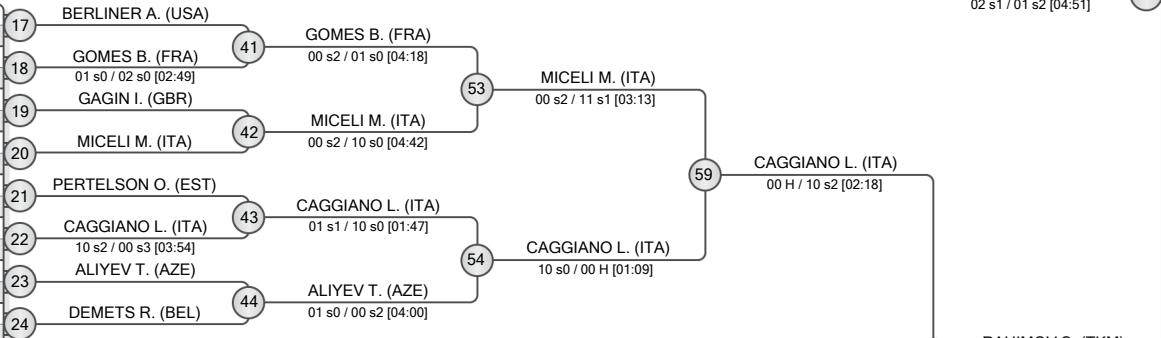 02 s1 / 01 s2 [04:51]
17
BERLINER A. (USA)
18
GOMES B. (FRA)
01 s0 / 02 s0 [02:49]
19
GAGIN I. (GBR)
20
MICELI M. (ITA)
21
PERTELSON O. (EST)
22
CAGGIANO L. (ITA)
10 s2 / 00 s3 [03:54]
23
ALIYEV T. (AZE)
24
DEMETS R. (BEL)
41
GOMES B. (FRA)
00 s2 / 01 s0 [04:18]
42
MICELI M. (ITA)
00 s2 / 10 s0 [04:42]
43
CAGGIANO L. (ITA)
01 s1 / 10 s0 [01:47]
44
ALIYEV T. (AZE)
01 s0 / 00 s2 [04:00]
53
MICELI M. (ITA)
00 s2 / 11 s1 [03:13]
54
CAGGIANO L. (ITA)
10 s0 / 00 H [01:09]
59
CAGGIANO L. (ITA)
00 H / 10 s2 [02:18]